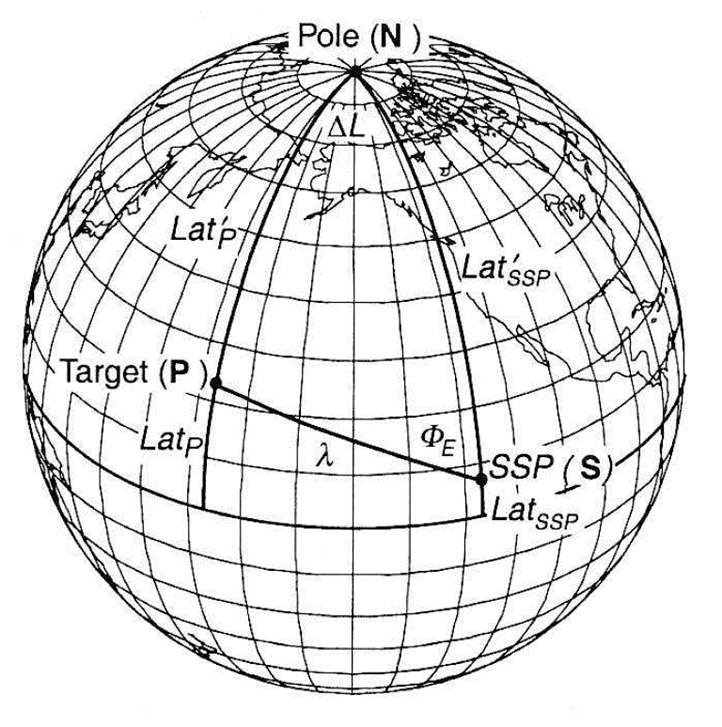 Pole (N )
ΔL
Lat′P
Lat′SSP
Target (P )
LatP
ΦE
λ
SSP ( S)
LatSSP